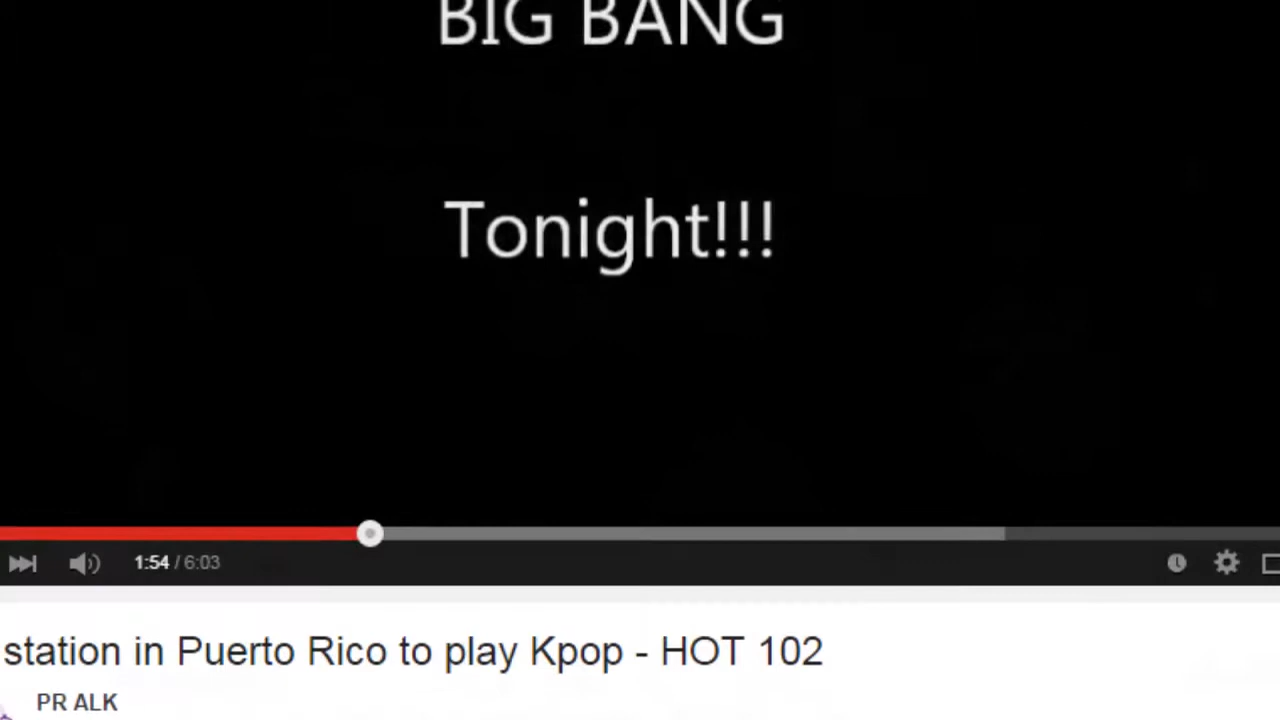 BIG BANG
Tonight!!!
1:54 / 6:03
station in Puerto Rico to play Kpop - HOT 102
PR ALK